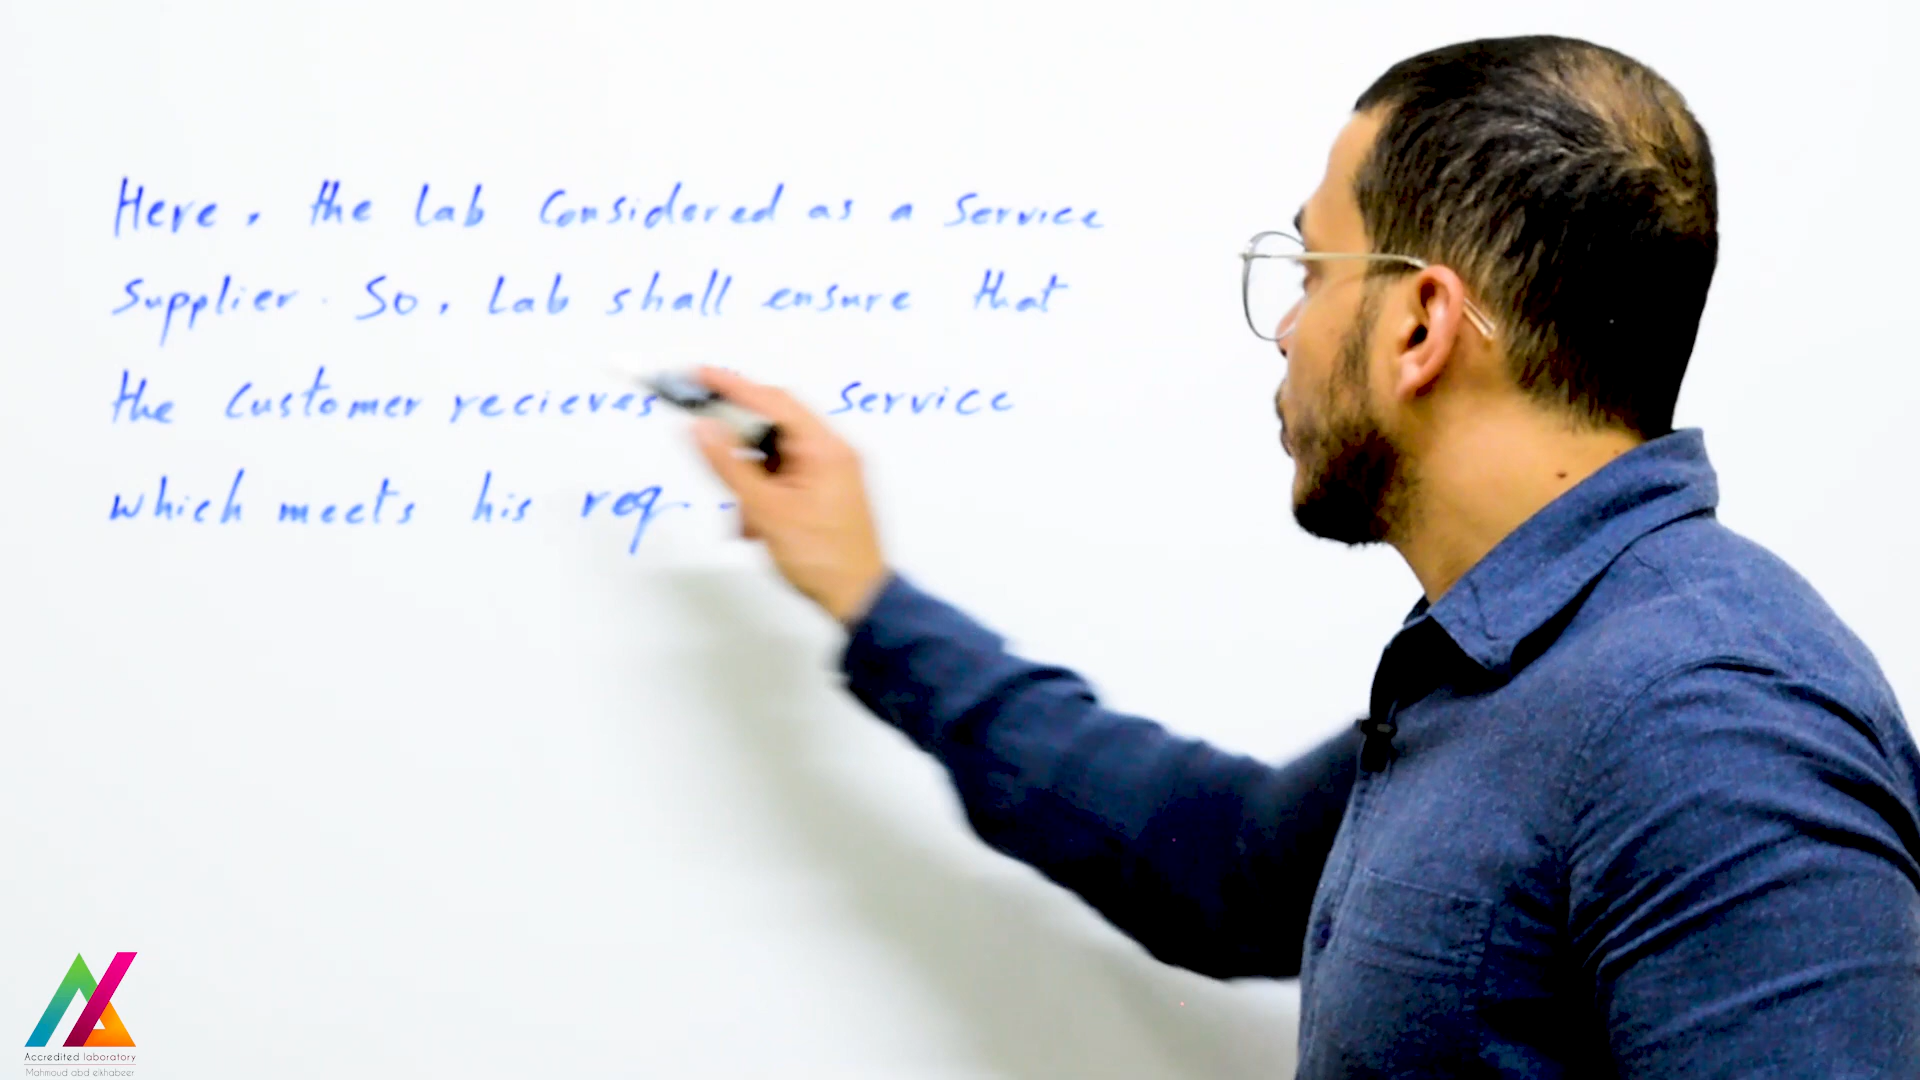 Here, the Lab Considered as a Service
Supplier. So, Lab shall ensure that
the Customer recieves service
which meets his req--
Accredited laboratory
Mahmoud abd elkhabeer